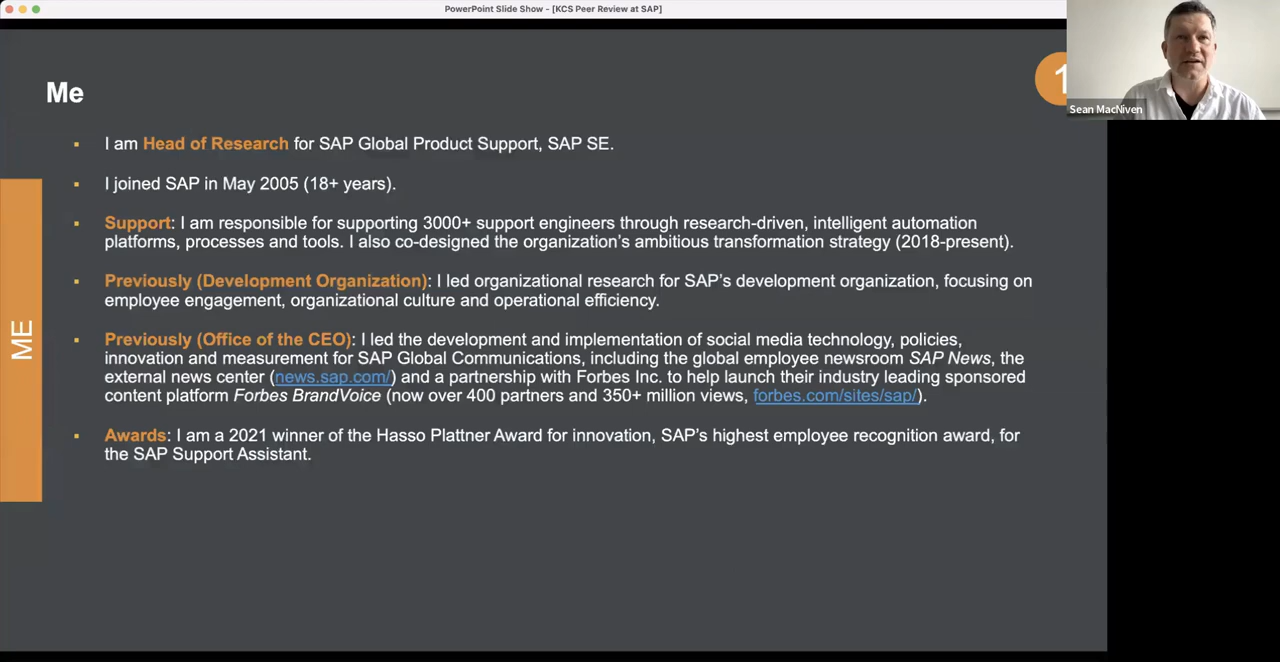 PowerPoint Slide Show - [KCS Peer Review at SAP]
Me
1
Sean MacNiven
▪ I am Head of Research for SAP Global Product Support, SAP SE.
▪ I joined SAP in May 2005 (18+ years).
▪ Support: I am responsible for supporting 3000+ support engineers through research-driven, intelligent automation
platforms, processes and tools. I also co-designed the organization's ambitious transformation strategy (2018-present).
▪ Previously (Development Organization): I led organizational research for SAP's development organization, focusing on
employee engagement, organizational culture and operational efficiency.
▪ Previously (Office of the CEO): I led the development and implementation of social media technology, policies,
innovation and measurement for SAP Global Communications, including the global employee newsroom SAP News, the
external news center (news.sap.com/) and a partnership with Forbes Inc. to help launch their industry leading sponsored
content platform Forbes BrandVoice (now over 400 partners and 350+ million views, forbes.com/sites/sap/).
▪ Awards: I am a 2021 winner of the Hasso Plattner Award for innovation, SAP's highest employee recognition award, for
the SAP Support Assistant.
ME